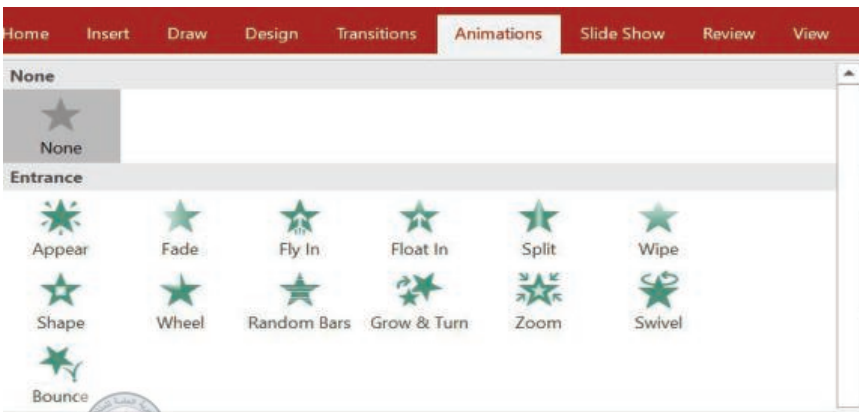 Home Insert Draw Design Transitions Animations Slide Show Review View
None
None
Entrance
Appear Fade Fly In Float In Split Wipe
Shape Wheel Random Bars Grow & Turn Zoom Swivel
Bounce